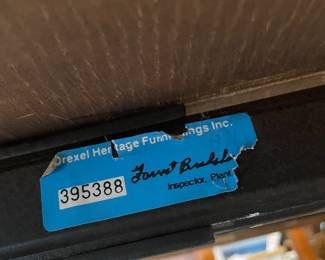 Drexel Heritage Furnishings Inc.
395388
Inspector, Plant